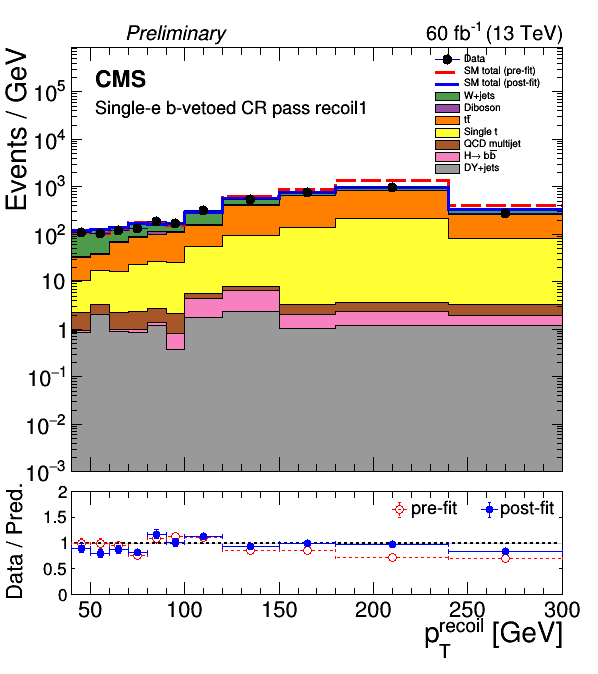 Preliminary
60 fb⁻¹ (13 TeV)
Events / GeV
CMS
Single-e b-vetoed CR pass recoil1
Data
SM total (pre-fit)
SM total (post-fit)
W+jets
Diboson
tt̅
Single t
QCD multijet
H→ bb̅
DY+jets
10⁵
10⁴
10³
10²
10
1
10⁻¹
10⁻²
10⁻³
Data / Pred.
pre-fit
post-fit
2
1.5
1
0.5
0
50 100 150 200 250 300
p_T^recoil [GeV]